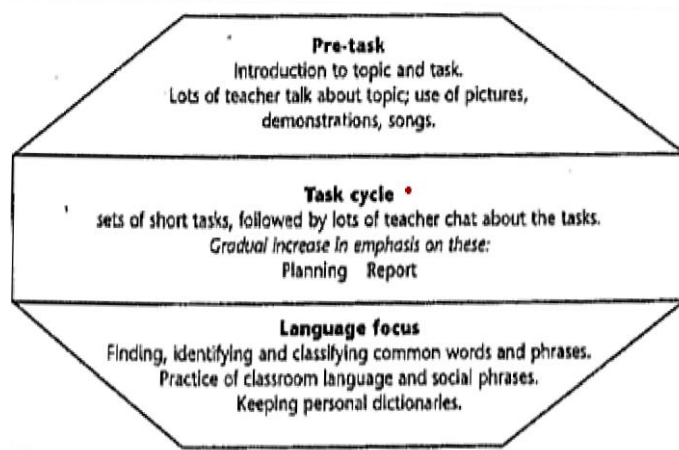 Pre-task
Introduction to topic and task.
Lots of teacher talk about topic; use of pictures,
demonstrations, songs.
Task cycle
sets of short tasks, followed by lots of teacher chat about the tasks.
Gradual increase in emphasis on these:
Planning Report
Language focus
Finding, identifying and classifying common words and phrases.
Practice of classroom language and social phrases.
Keeping personal dictionaries.